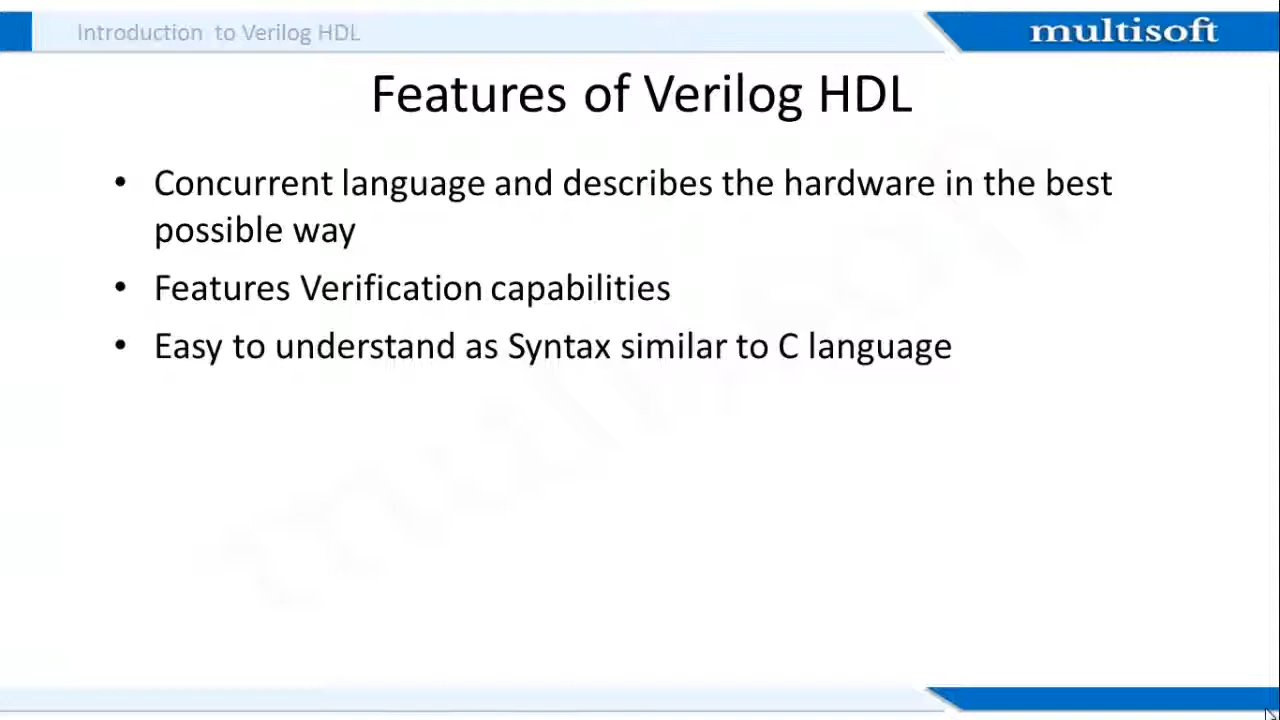 Introduction to Verilog HDL
multisoft
Features of Verilog HDL
• Concurrent language and describes the hardware in the best
possible way
• Features Verification capabilities
• Easy to understand as Syntax similar to C language
multisoft